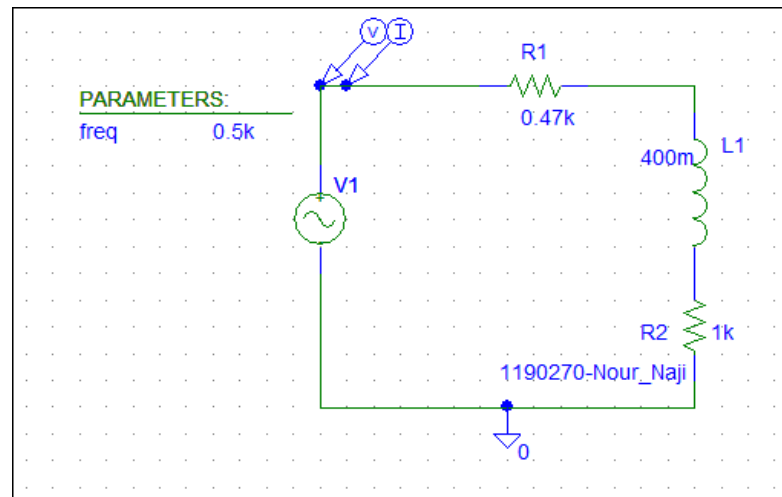 V I
R1
PARAMETERS:
freq 0.5k
0.47k
L1
400m
V1
+
R2 1k
1190270-Nour_Naji
0